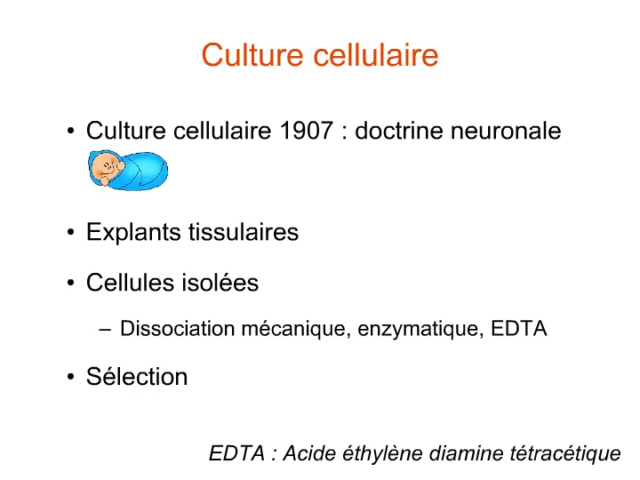 Culture cellulaire
• Culture cellulaire 1907 : doctrine neuronale
• Explants tissulaires
• Cellules isolées
– Dissociation mécanique, enzymatique, EDTA
• Sélection
EDTA : Acide éthylène diamine tétracétique